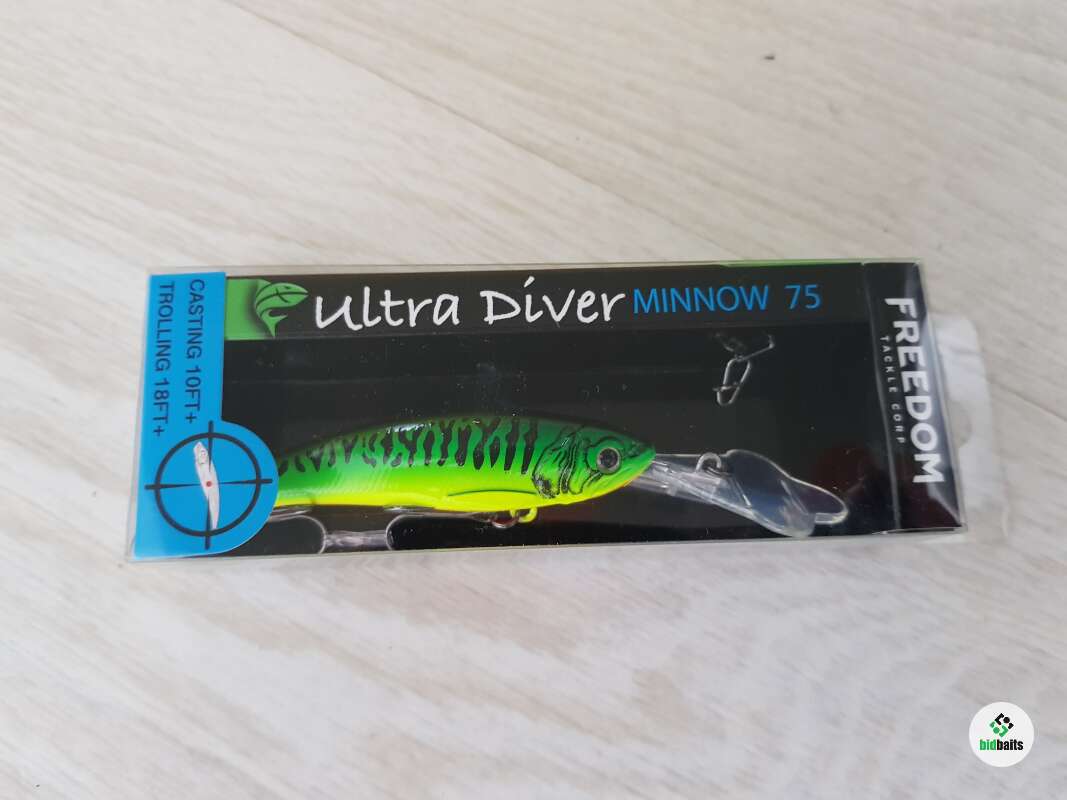 Ultra Diver MINNOW 75
CASTING 10FT+
TROLLING 18FT+
FREEDOM
TACKLE CORP
bidbaits